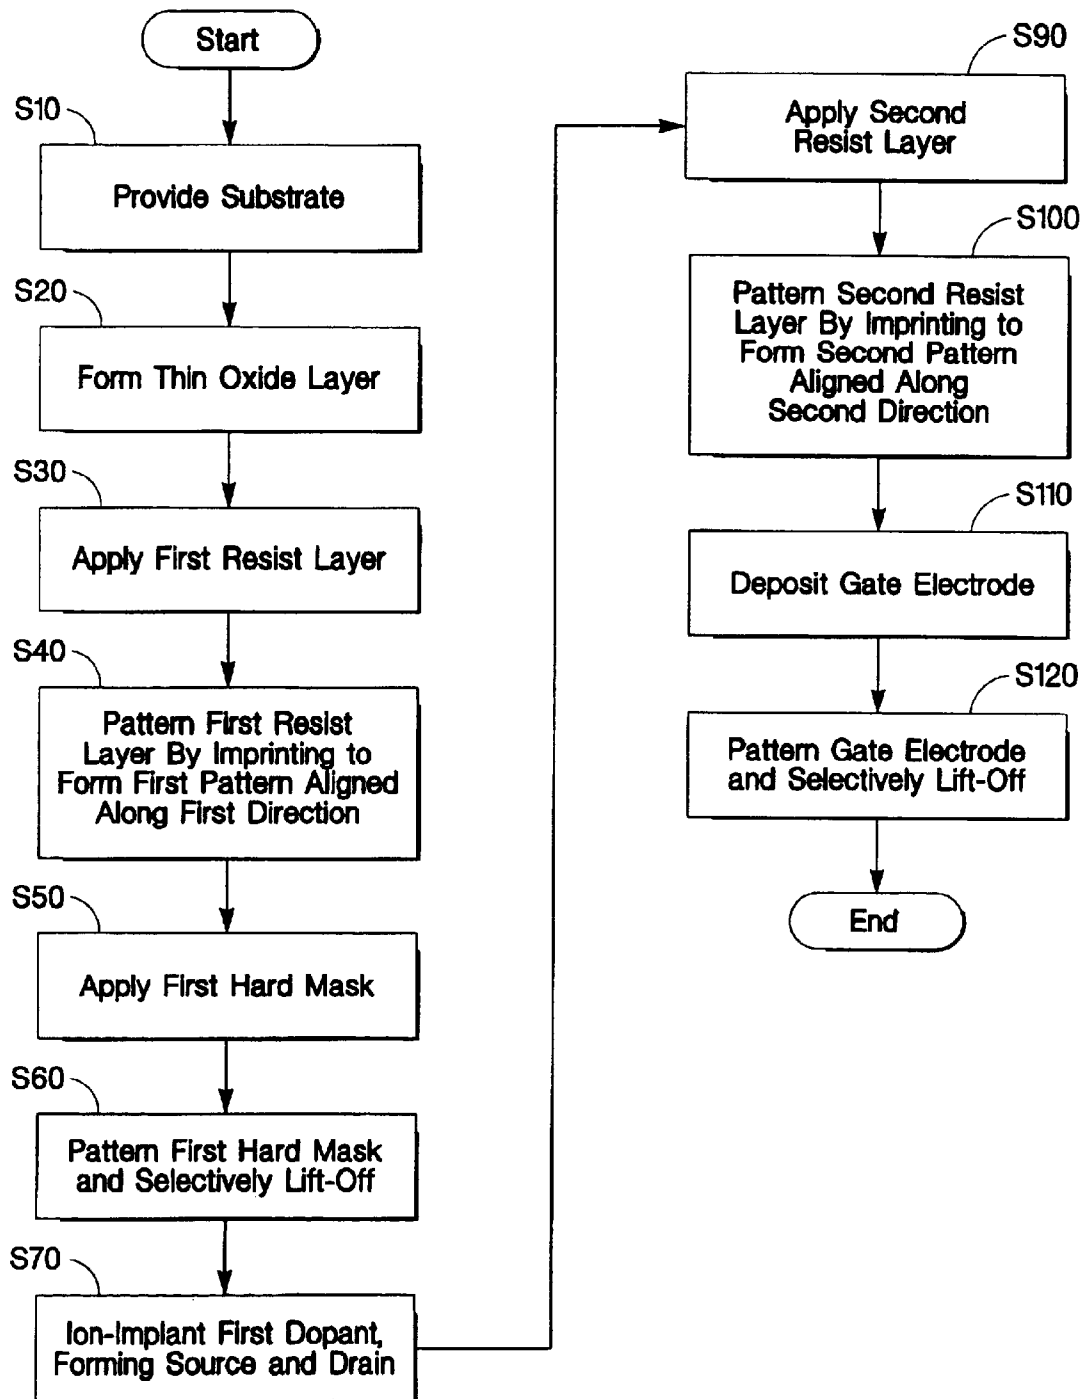 Start
S10
Provide Substrate
S20
Form Thin Oxide Layer
S30
Apply First Resist Layer
S40
Pattern First Resist
Layer By Imprinting to
Form First Pattern Aligned
Along First Direction
S50
Apply First Hard Mask
S60
Pattern First Hard Mask
and Selectively Lift-Off
S70
Ion-Implant First Dopant,
Forming Source and Drain
S90
Apply Second
Resist Layer
S100
Pattern Second Resist
Layer By Imprinting to
Form Second Pattern
Aligned Along
Second Direction
S110
Deposit Gate Electrode
S120
Pattern Gate Electrode
and Selectively Lift-Off
End